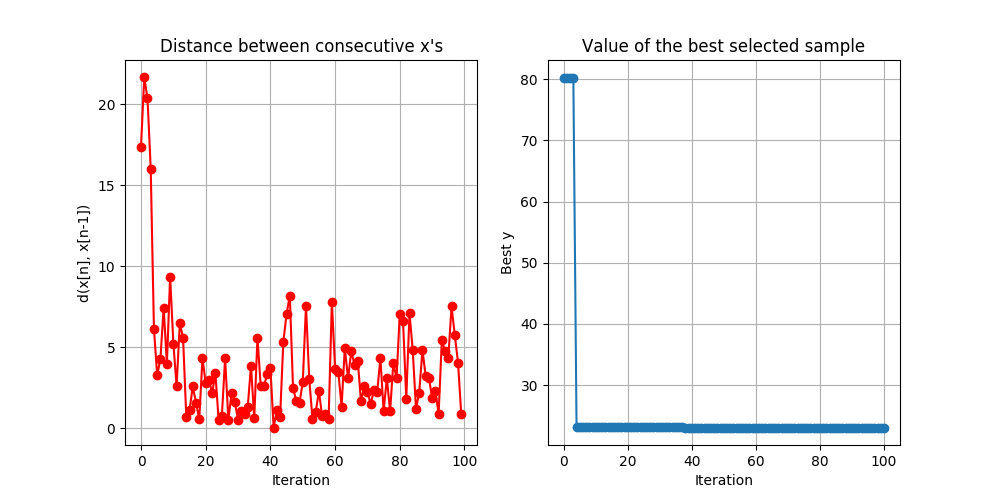 Distance between consecutive x's
d(x[n], x[n-1])
20
15
10
5
0
0 20 40 60 80 100
Iteration
Value of the best selected sample
Best y
80
70
60
50
40
30
0 20 40 60 80 100
Iteration